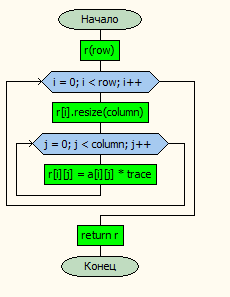 Начало
r(row)
i = 0; i < row; i++
r[i].resize(column)
j = 0; j < column; j++
r[i][j] = a[i][j] * trace
return r
Конец